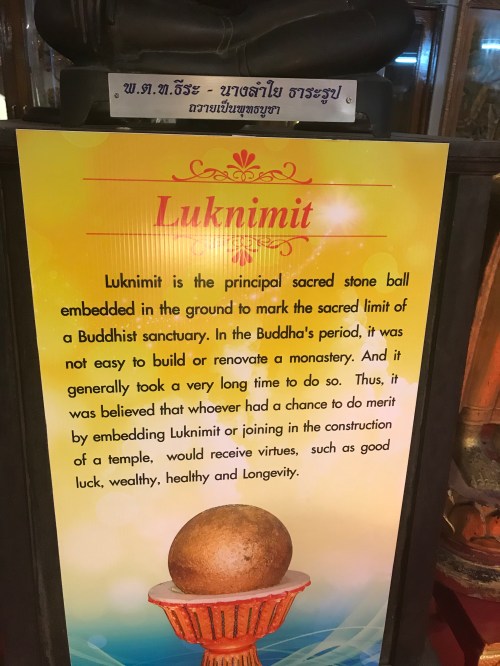 พ.ต.ท.ธีระ - นางลำใย ธาระรูป
ถวายเป็นพุทธบูชา
Luknimit
Luknimit is the principal sacred stone ball
embedded in the ground to mark the sacred limit of
a Buddhist sanctuary. In the Buddha's period, it was
not easy to build or renovate a monastery. And it
generally took a very long time to do so. Thus, it
was believed that whoever had a chance to do merit
by embedding Luknimit or joining in the construction
of a temple, would receive virtues, such as good
luck, wealthy, healthy and Longevity.